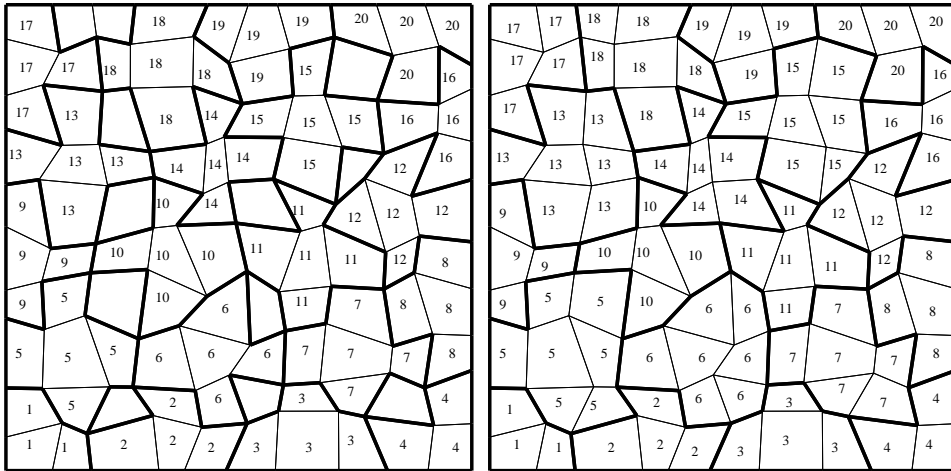 17 18 19 20 20 17 17 18 18 19 20 20
19 19
17 17 18 18 18 19 15 20 16 17 17 18 18 19 15 15 20 16
17 13 18 14 15 15 15 16 16 17 13 13 18 14 15 15 15 16 16
13 13 13 14 14 14 15 12 16 13 13 13 14 14 14 15 15 12 16
9 13 10 14 11 12 12 12 9 13 13 10 14 14 11 12 12 12
9 9 10 10 10 11 11 11 12 8 9 9 10 10 10 11 11 11 12 8
9 5 10 6 11 7 8 8 9 5 5 10 6 6 11 7 8 8
5 5 5 6 6 6 7 7 7 8 5 5 5 6 6 6 7 7 7 8
1 5 2 6 3 7 4 1 5 5 2 6 6 3 7 7 4
1 1 2 2 2 3 3 3 4 4 1 1 2 2 2 3 3 3 4 4